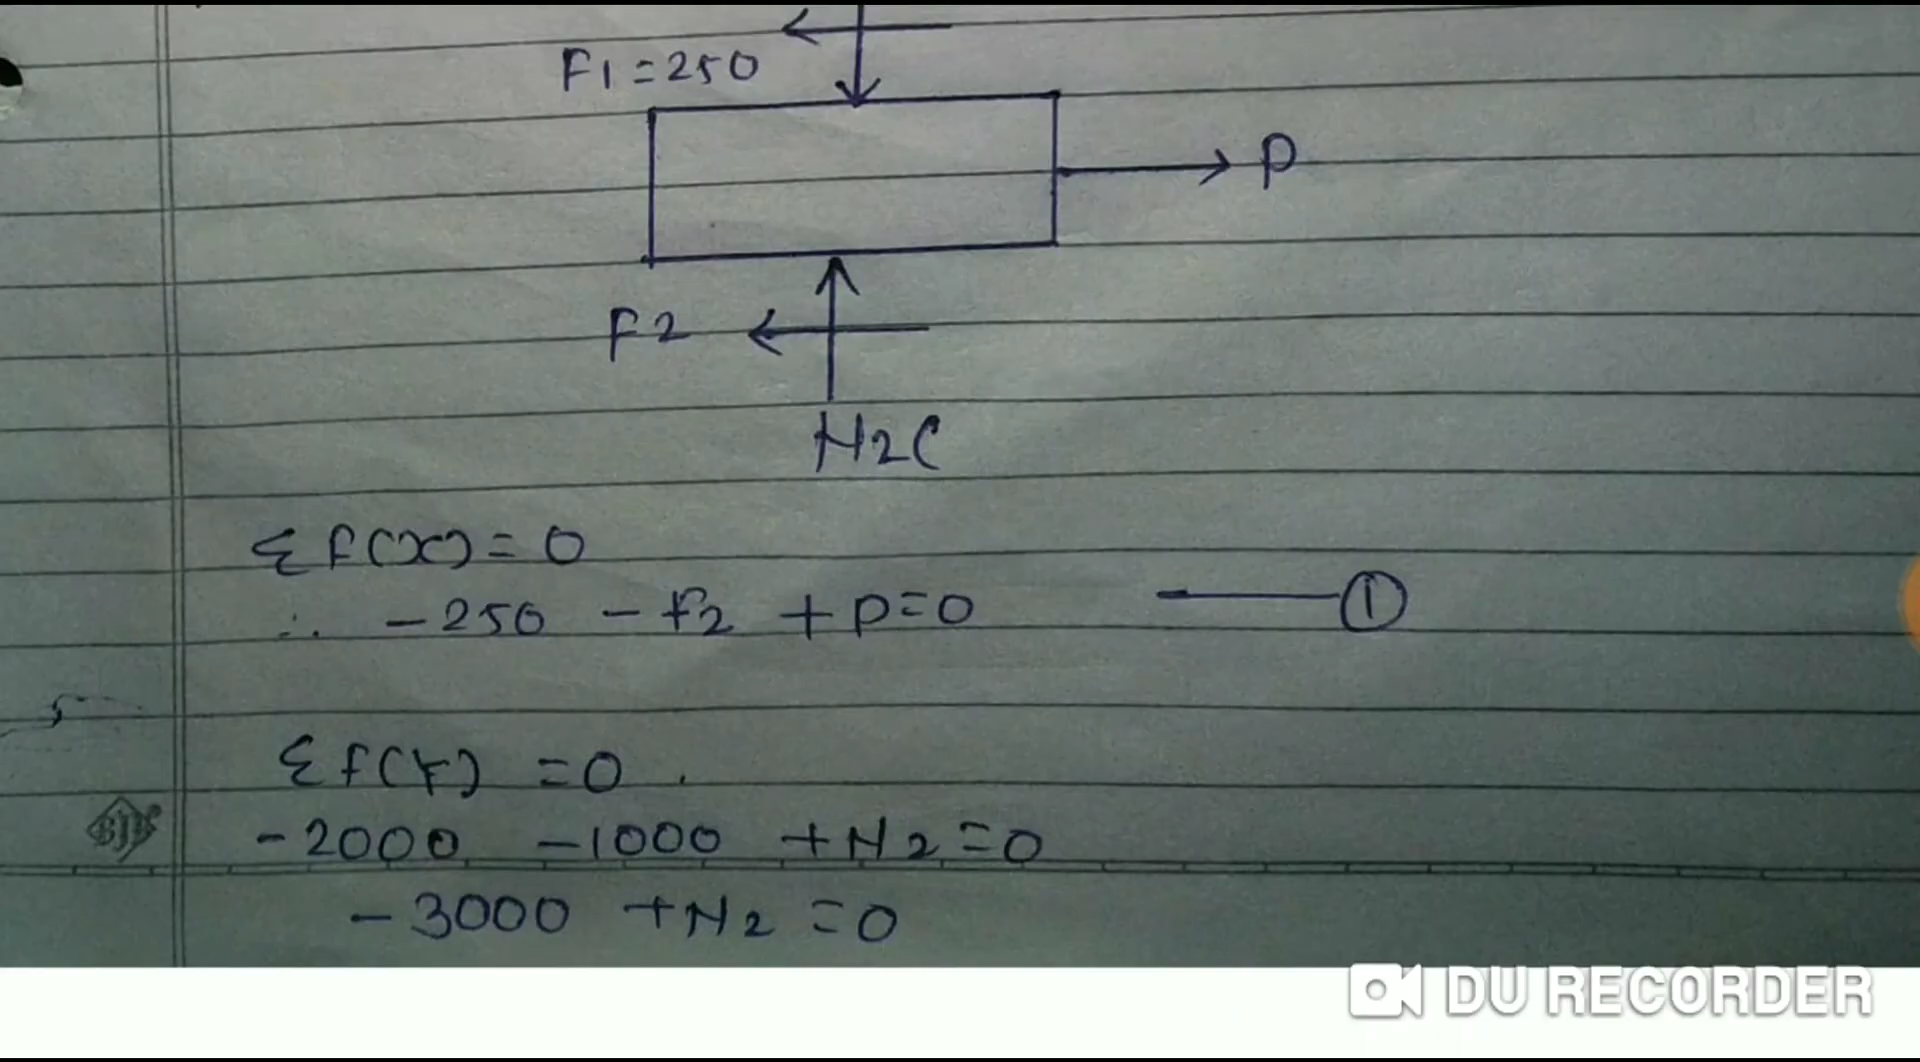 F1=250
P
F2
N2C
Σf(x)=0
∴ -250 -f2 +P=0 ①
Σf(Y) =0
-2000 -1000 +N2=0
-3000 +N2=0
BJB
DU RECORDER